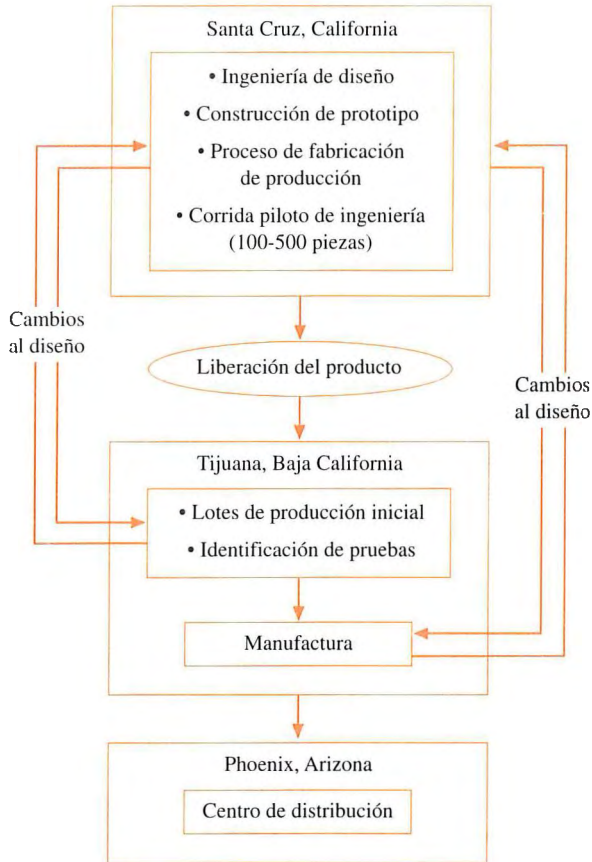 Santa Cruz, California
• Ingeniería de diseño
• Construcción de prototipo
• Proceso de fabricación
de producción
• Corrida piloto de ingeniería
(100-500 piezas)
Cambios
al diseño
Liberación del producto
Cambios
al diseño
Tijuana, Baja California
• Lotes de producción inicial
• Identificación de pruebas
Manufactura
Phoenix, Arizona
Centro de distribución